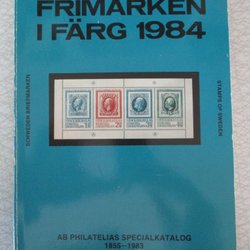 FRIMÄRKEN
I FÄRG 1984
SCHWEDEN BRIEFMARKEN
STAMPS OF SWEDEN
AB PHILATELIAS SPECIALKATALOG
1855–1983